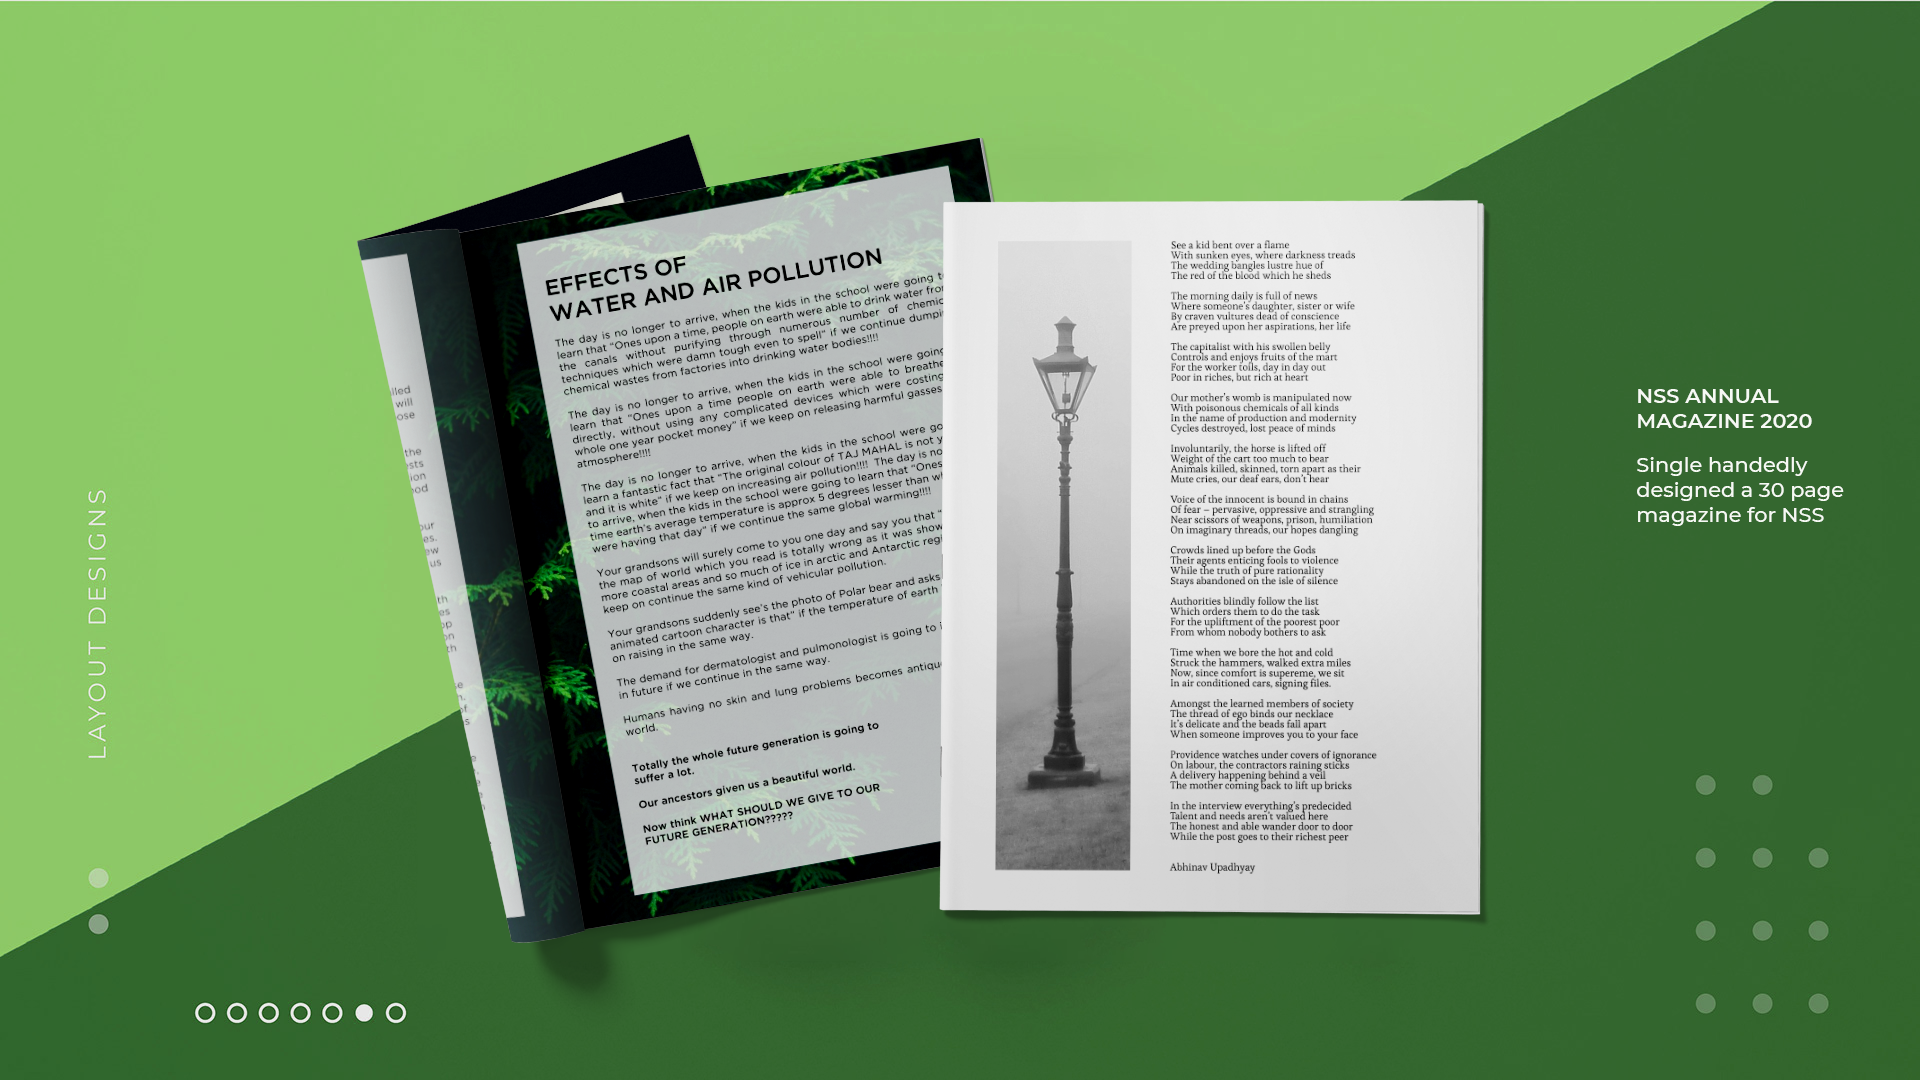 LAYOUT DESIGNS
lled
will
ose
the
ests
ion
od
our
es.
ew
us
th
es
op
on
th
EFFECTS OF
WATER AND AIR POLLUTION
The day is no longer to arrive, when the kids in the school were going to
learn that "Ones upon a time, people on earth were able to drink water from
the canals without purifying through numerous number of chemic
techniques which were damn tough even to spell" if we continue dumpin
chemical wastes from factories into drinking water bodies!!!!
The day is no longer to arrive, when the kids in the school were going
learn that "Ones upon a time people on earth were able to breathe
directly, without using any complicated devices which were costing
whole one year pocket money" if we keep on releasing harmful gasses
atmosphere!!!!
The day is no longer to arrive, when the kids in the school were go
learn a fantastic fact that "The original colour of TAJ MAHAL is not y
and it is white" if we keep on increasing air pollution!!!! The day is no
to arrive, when the kids in the school were going to learn that "Ones
time earth's average temperature is approx 5 degrees lesser than w
were having that day" if we continue the same global warming!!!!
Your grandsons will surely come to you one day and say you that "
the map of world which you read is totally wrong as it was show
more coastal areas and so much of ice in arctic and Antarctic regi
keep on continue the same kind of vehicular pollution.
Your grandsons suddenly see's the photo of Polar bear and asks
animated cartoon character is that" if the temperature of earth
on raising in the same way.
The demand for dermatologist and pulmonologist is going to i
in future if we continue in the same way.
Humans having no skin and lung problems becomes antique
world.
Totally the whole future generation is going to
suffer a lot.
Our ancestors given us a beautiful world.
Now think WHAT SHOULD WE GIVE TO OUR
FUTURE GENERATION?????
See a kid bent over a flame
With sunken eyes, where darkness treads
The wedding bangles lustre hue of
The red of the blood which he sheds
The morning daily is full of news
Where someone's daughter, sister or wife
By craven vultures dead of conscience
Are preyed upon her aspirations, her life
The capitalist with his swollen belly
Controls and enjoys fruits of the mart
For the worker toils, day in day out
Poor in riches, but rich at heart
Our mother's womb is manipulated now
With poisonous chemicals of all kinds
In the name of production and modernity
Cycles destroyed, lost peace of minds
Involuntarily, the horse is lifted off
Weight of the cart too much to bear
Animals killed, skinned, torn apart as their
Mute cries, our deaf ears, don't hear
Voice of the innocent is bound in chains
Of fear – pervasive, oppressive and strangling
Near scissors of weapons, prison, humiliation
On imaginary threads, our hopes dangling
Crowds lined up before the Gods
Their agents enticing fools to violence
While the truth of pure rationality
Stays abandoned on the isle of silence
Authorities blindly follow the list
Which orders them to do the task
For the upliftment of the poorest poor
From whom nobody bothers to ask
Time when we bore the hot and cold
Struck the hammers, walked extra miles
Now, since comfort is supereme, we sit
In air conditioned cars, signing files.
Amongst the learned members of society
The thread of ego binds our necklace
It's delicate and the beads fall apart
When someone improves you to your face
Providence watches under covers of ignorance
On labour, the contractors raining sticks
A delivery happening behind a veil
The mother coming back to lift up bricks
In the interview everything's predecided
Talent and needs aren't valued here
The honest and able wander door to door
While the post goes to their richest peer
Abhinav Upadhyay
NSS ANNUAL
MAGAZINE 2020
Single handedly
designed a 30 page
magazine for NSS